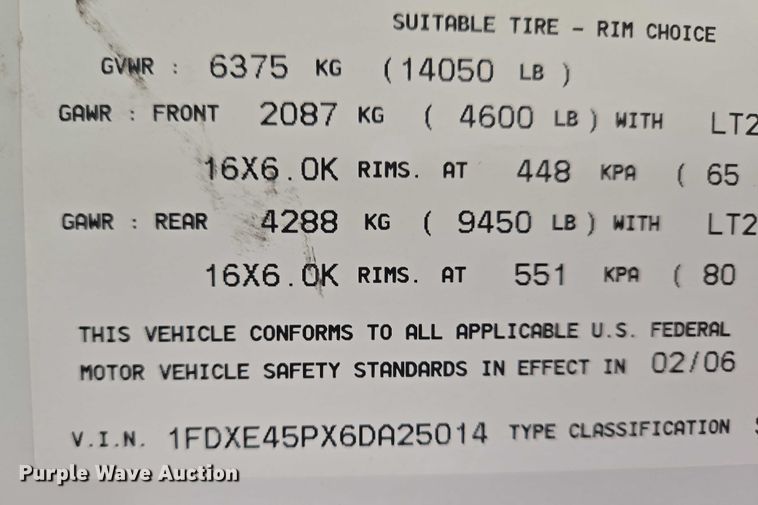 SUITABLE TIRE - RIM CHOICE
GVWR : 6375 KG (14050 LB )
GAWR : FRONT 2087 KG ( 4600 LB ) WITH LT2
16X6.0K RIMS. AT 448 KPA ( 65
GAWR : REAR 4288 KG ( 9450 LB ) WITH LT2
16X6.0K RIMS. AT 551 KPA ( 80
THIS VEHICLE CONFORMS TO ALL APPLICABLE U.S. FEDERAL
MOTOR VEHICLE SAFETY STANDARDS IN EFFECT IN 02/06
V.I.N. 1FDXE45PX6DA25014 TYPE CLASSIFICATION
Purple Wave Auction